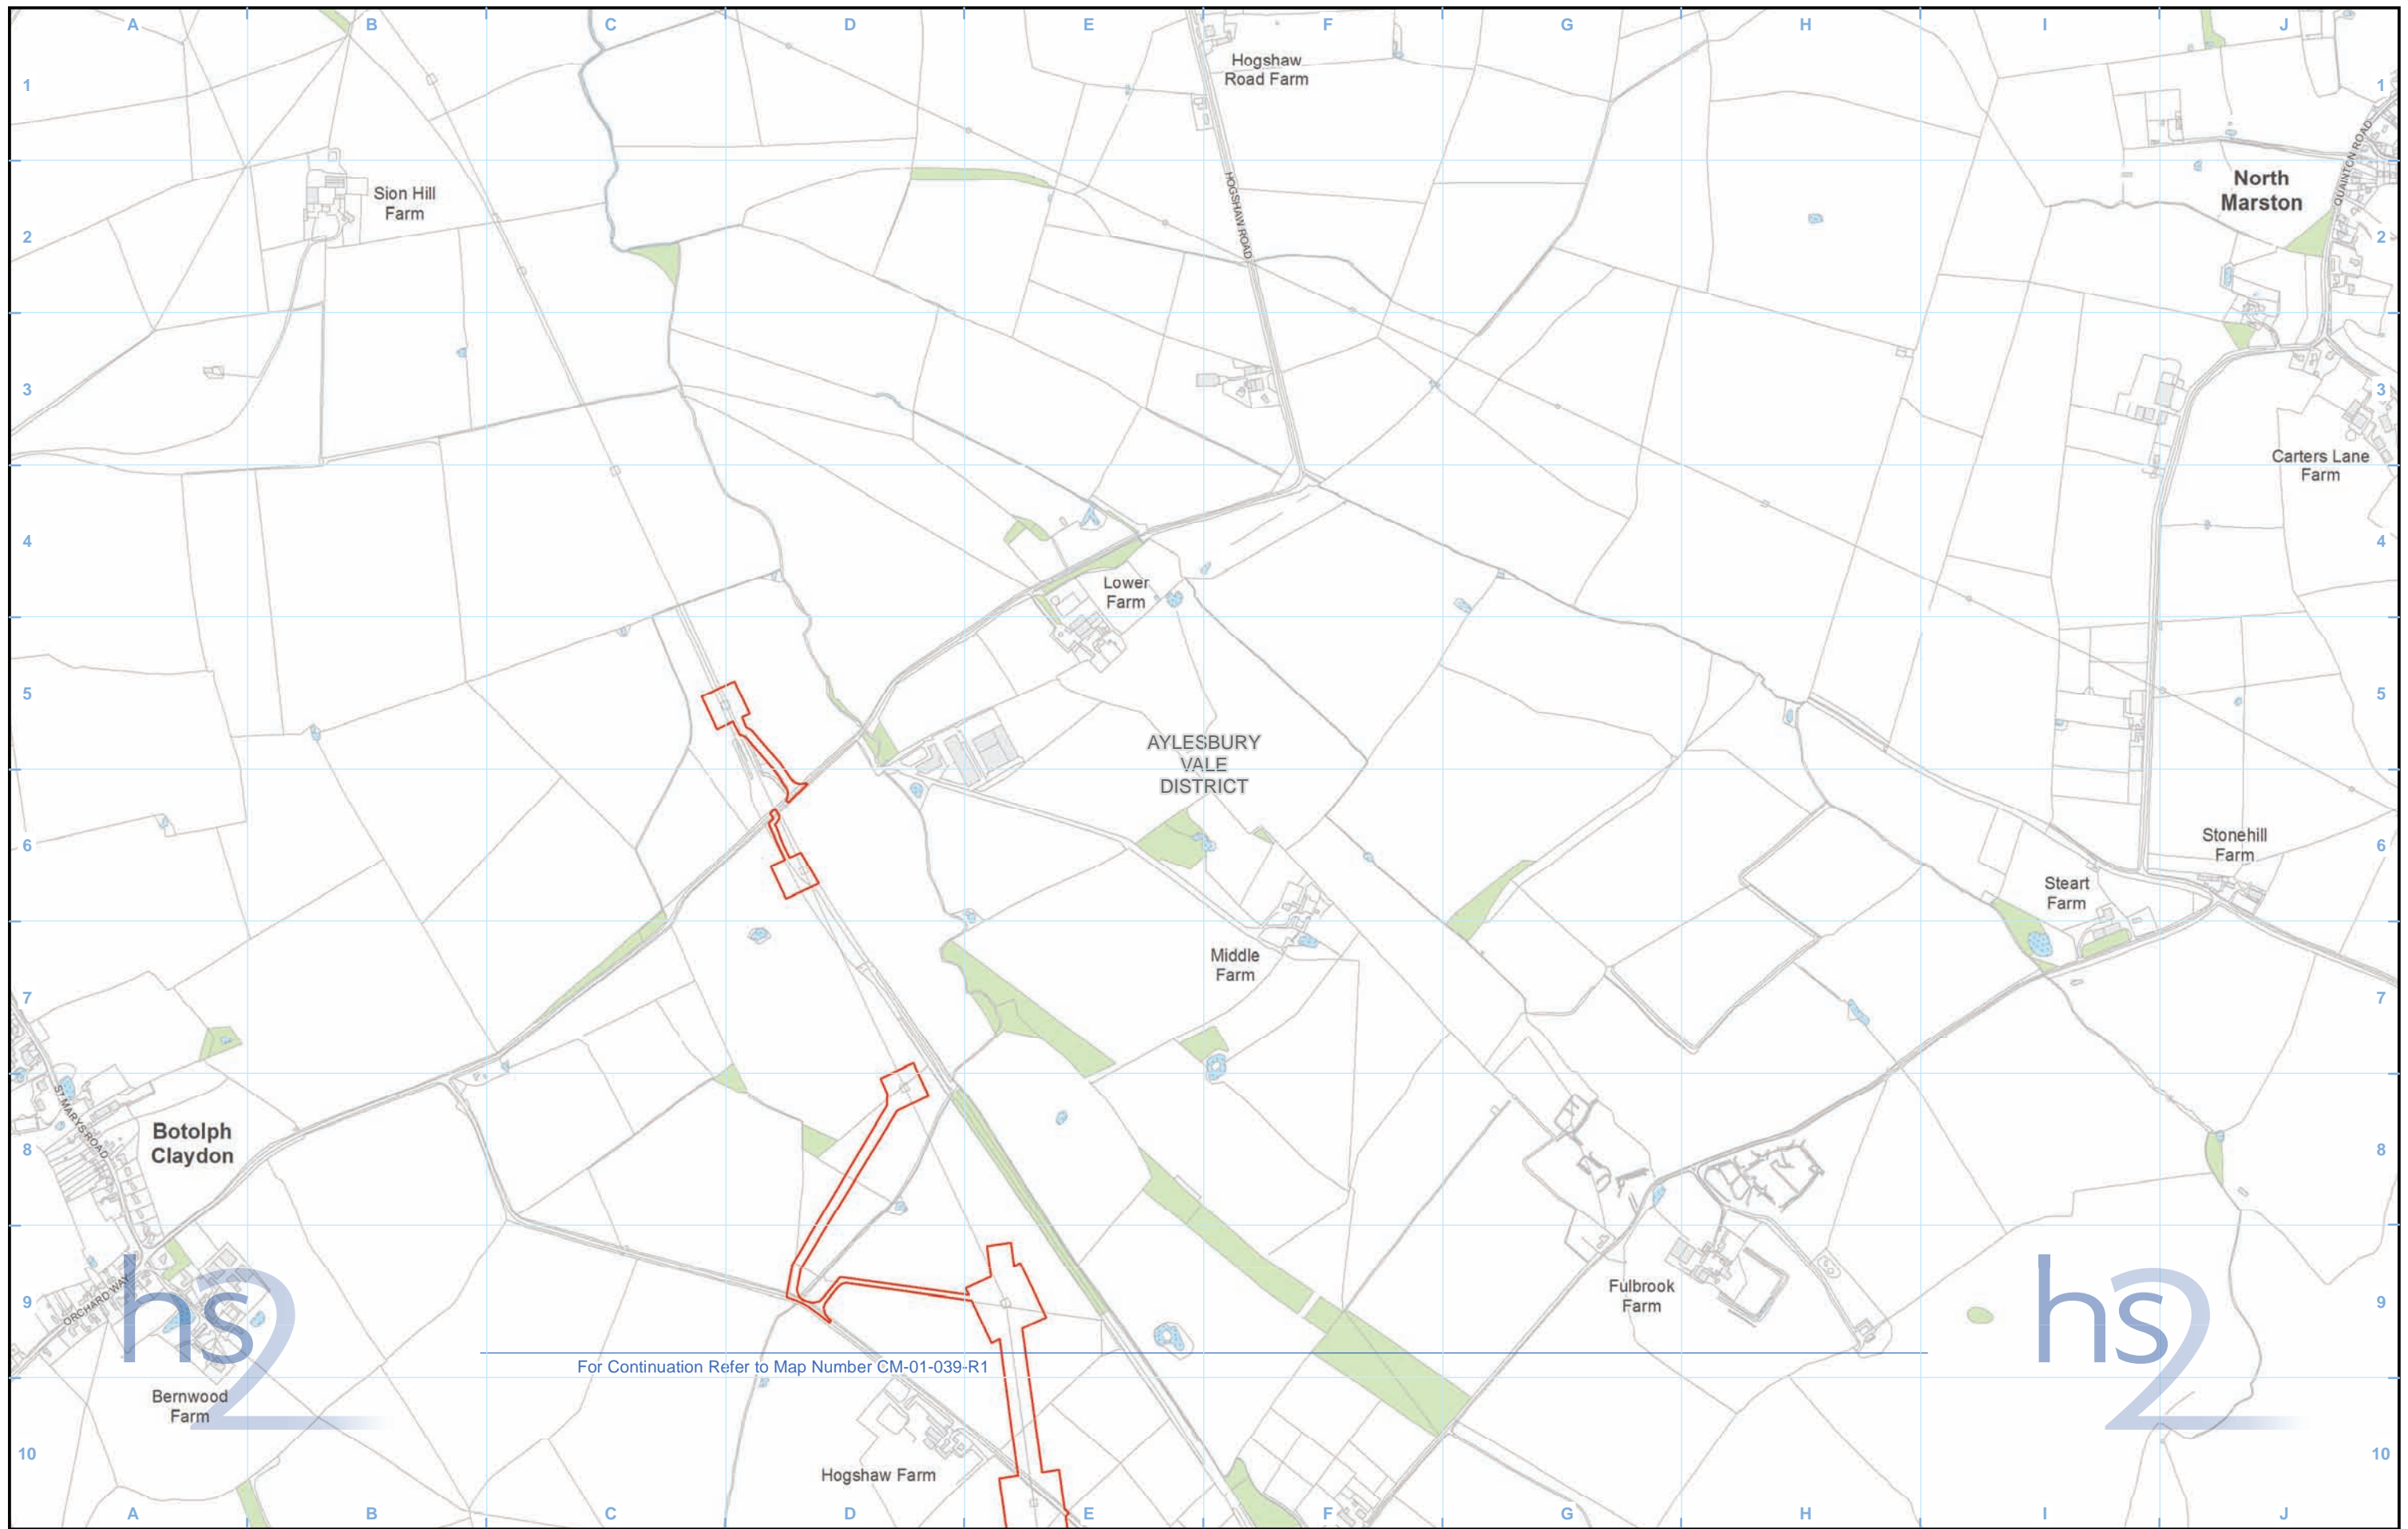 A B C D E F G H I J
1 1
Hogshaw
Road Farm
QUAINTON ROAD
North
Marston
Sion Hill
Farm
HOGSHAW ROAD
2 2
3 3
Carters Lane
Farm
4 4
Lower
Farm
5 5
AYLESBURY
VALE
DISTRICT
6 6
Stonehill
Farm
Steart
Farm
Middle
Farm
7 7
ST MARYS ROAD
Botolph
Claydon
8 8
ORCHARD WAY
hs2
hs2
9 9
Fulbrook
Farm
For Continuation Refer to Map Number CM-01-039-R1
Bernwood
Farm
10 10
Hogshaw Farm
A B C D E F G H I J